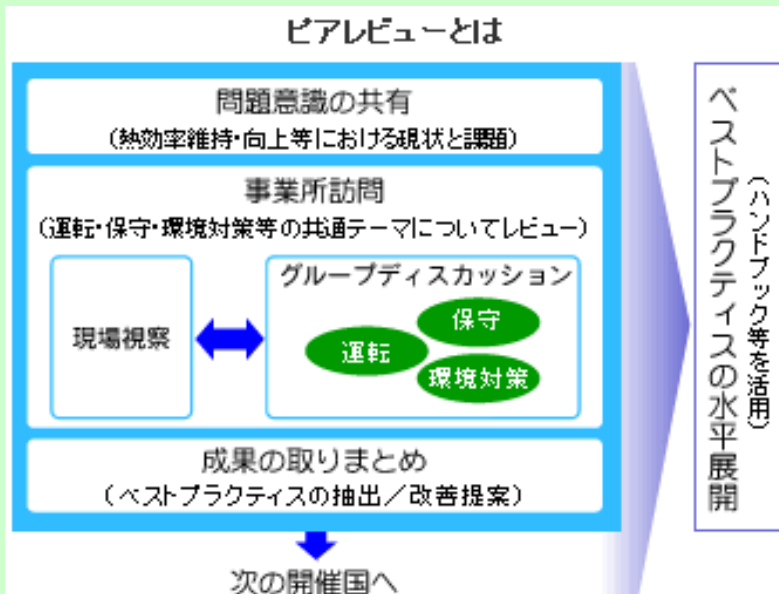 ピアレビューとは
問題意識の共有
(熱効率維持・向上等における現状と課題)
事業所訪問
(運転・保守・環境対策等の共通テーマについてレビュー)
現場視察
グループディスカッション
運転
保守
環境対策
成果の取りまとめ
(ベストプラクティスの抽出/改善提案)
次の開催国へ
ベストプラクティスの水平展開
(ハンドブック等を活用)